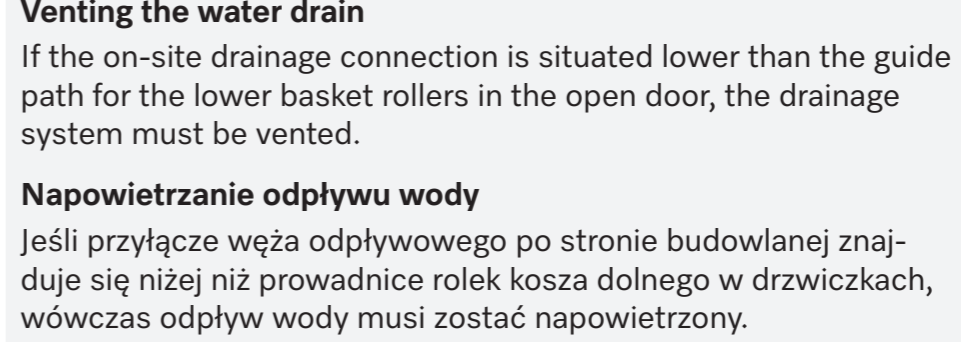 Venting the water drain
If the on-site drainage connection is situated lower than the guide
path for the lower basket rollers in the open door, the drainage
system must be vented.
Napowietrzanie odpływu wody
Jeśli przyłącze węża odpływowego po stronie budowlanej znaj-
duje się niżej niż prowadnice rolek kosza dolnego w drzwiczkach,
wówczas odpływ wody musi zostać napowietrzony.